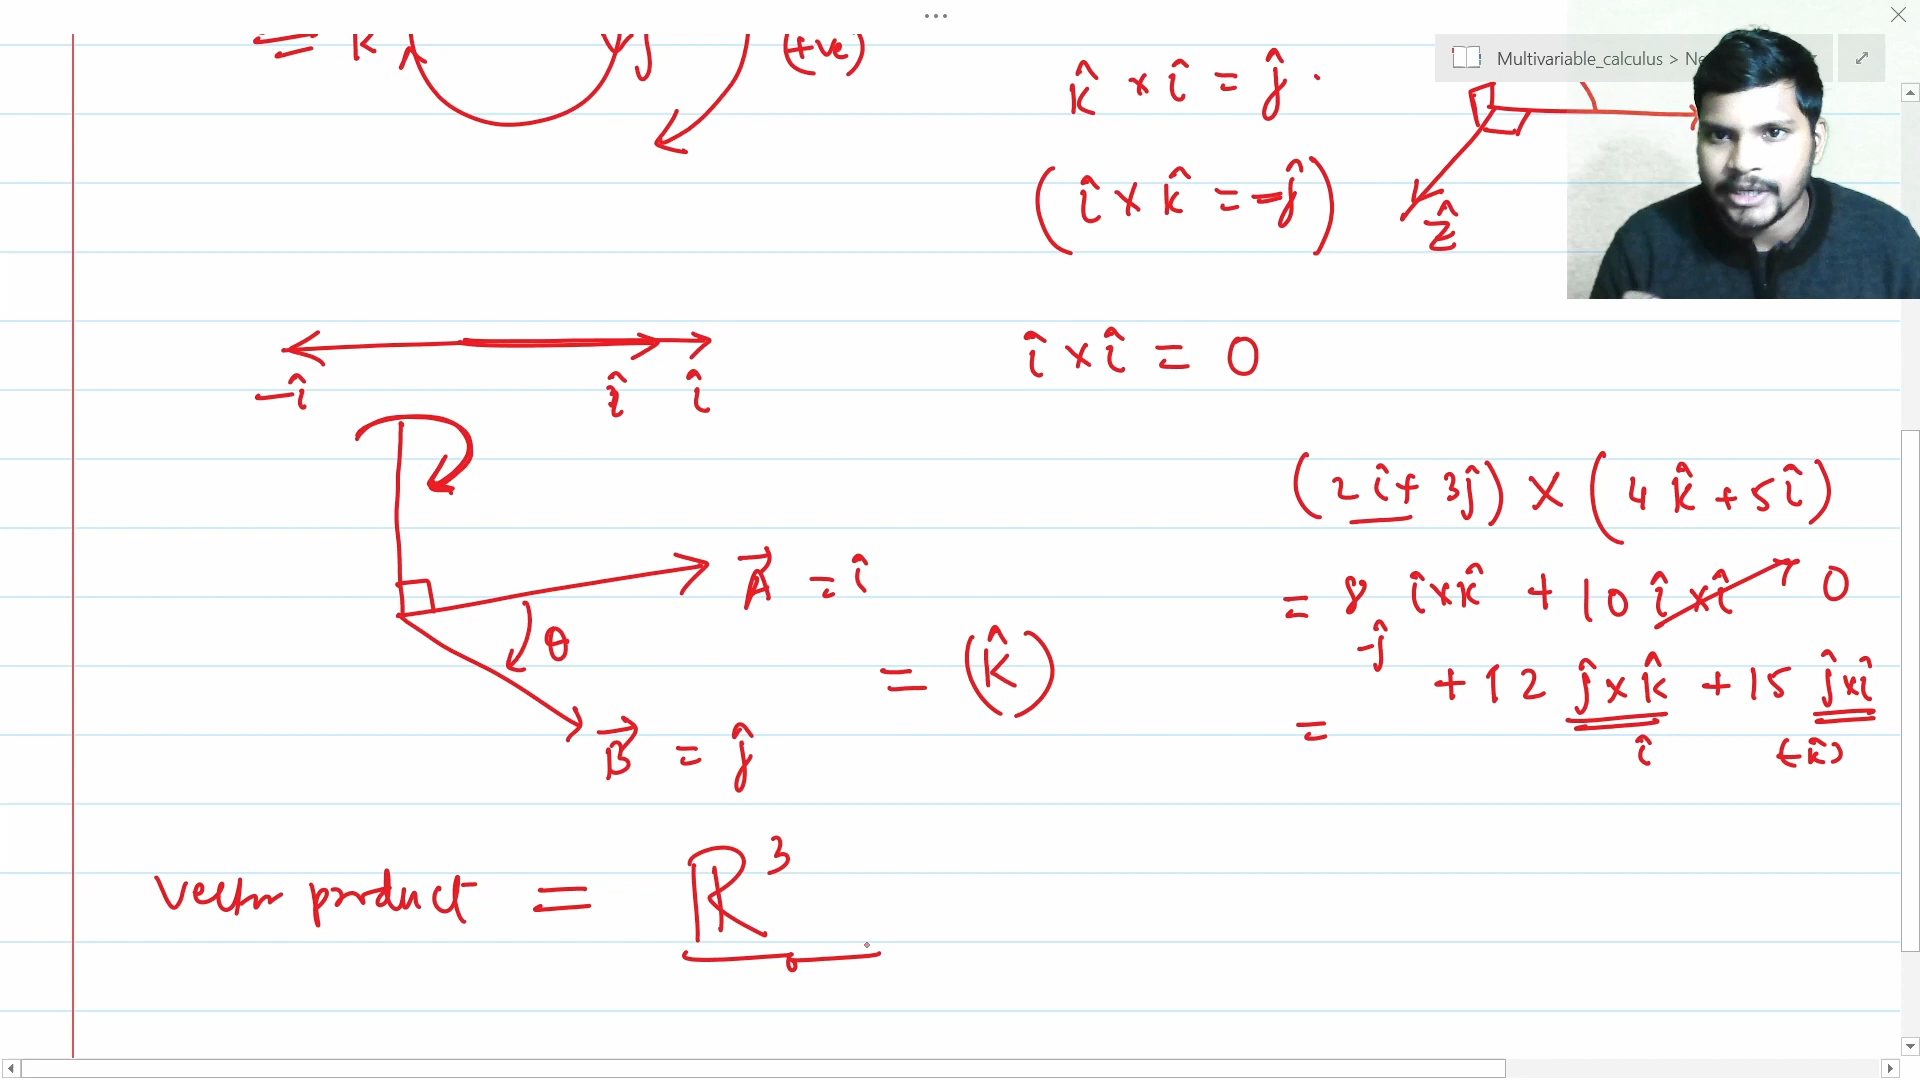 k̂ j (+ve)
k̂ × î = ĵ .
Multivariable_calculus > Ne
(î × k̂ = -ĵ)
ẑ
-î î î
î × î = 0
(2î + 3ĵ) × (4k̂ + 5î)
A⃗ = î
= 8 î×k̂ + 10 î×î 0
-ĵ
θ
= (k̂)
+12 ĵ×k̂ + 15 ĵ×î
=
î (-k̂)
B⃗ = ĵ
vector product = ℝ³